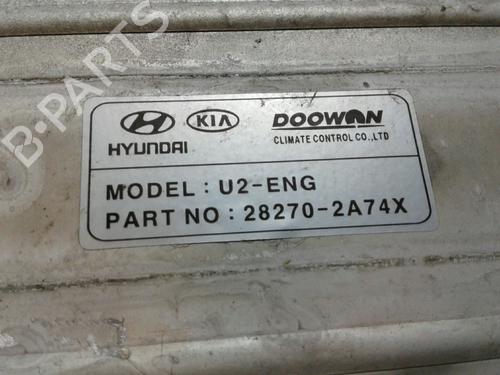 B-PARTS
HYUNDAI KIA DOOWON
CLIMATE CONTROL CO.,LTD
MODEL : U2-ENG
PART NO : 28270-2A74X